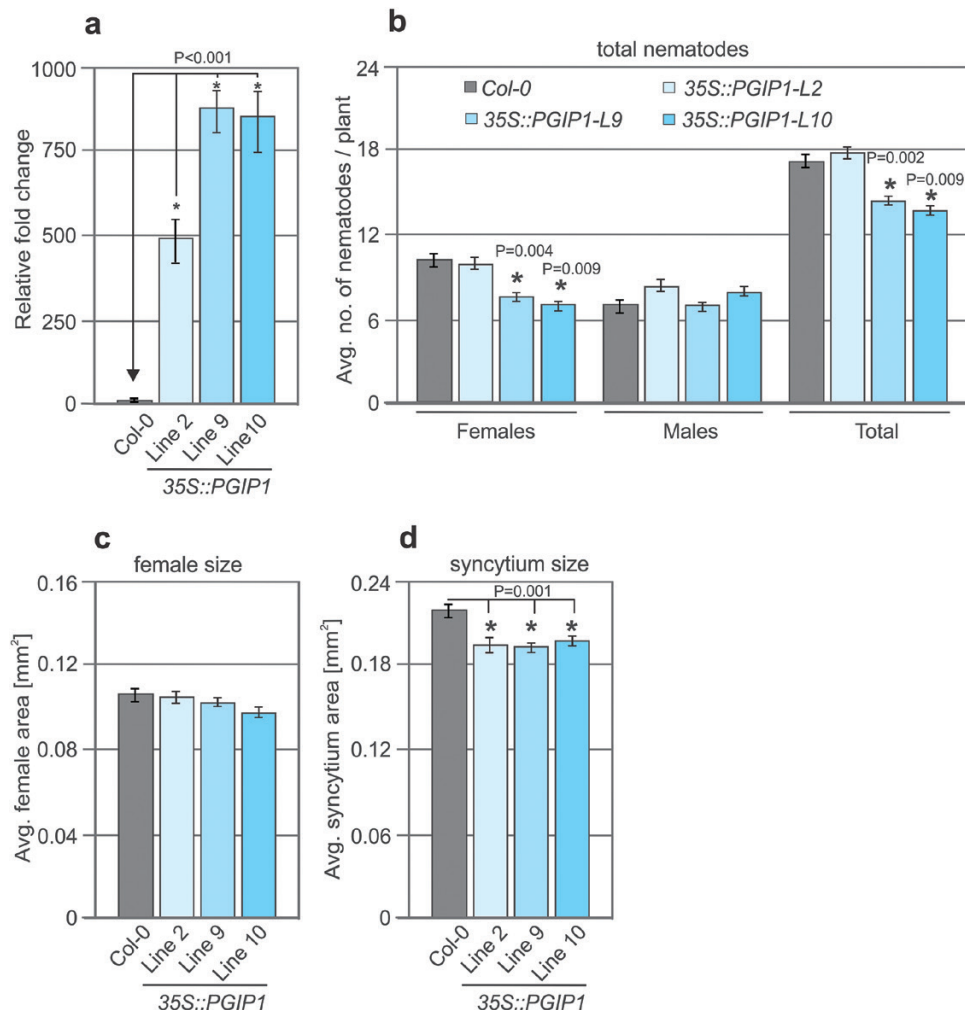 a
P<0.001
1000
750
500
250
0
Relative fold change
*
*
*
Col-0
Line 2
Line 9
Line10
35S::PGIP1
b
total nematodes
24
18
12
6
0
Avg. no. of nematodes / plant
Col-0
35S::PGIP1-L2
35S::PGIP1-L9
35S::PGIP1-L10
P=0.004
*
P=0.009
*
P=0.002
*
P=0.009
*
Females
Males
Total
c
female size
0.16
0.12
0.08
0.04
0
Avg. female area [mm²]
Col-0
Line 2
Line 9
Line 10
35S::PGIP1
d
syncytium size
0.24
0.18
0.12
0.06
0
Avg. syncytium area [mm²]
P=0.001
*
*
*
Col-0
Line 2
Line 9
Line 10
35S::PGIP1